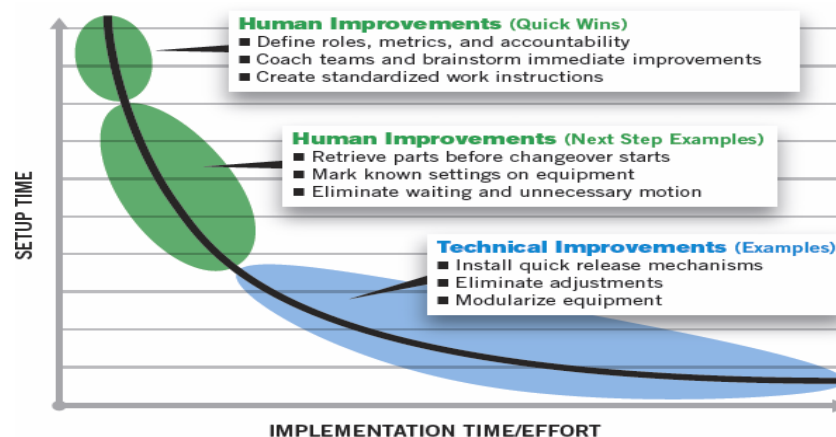 Human Improvements (Quick Wins)
■ Define roles, metrics, and accountability
■ Coach teams and brainstorm immediate improvements
■ Create standardized work instructions
Human Improvements (Next Step Examples)
■ Retrieve parts before changeover starts
■ Mark known settings on equipment
■ Eliminate waiting and unnecessary motion
Technical Improvements (Examples)
■ Install quick release mechanisms
■ Eliminate adjustments
■ Modularize equipment
SETUP TIME
IMPLEMENTATION TIME/EFFORT